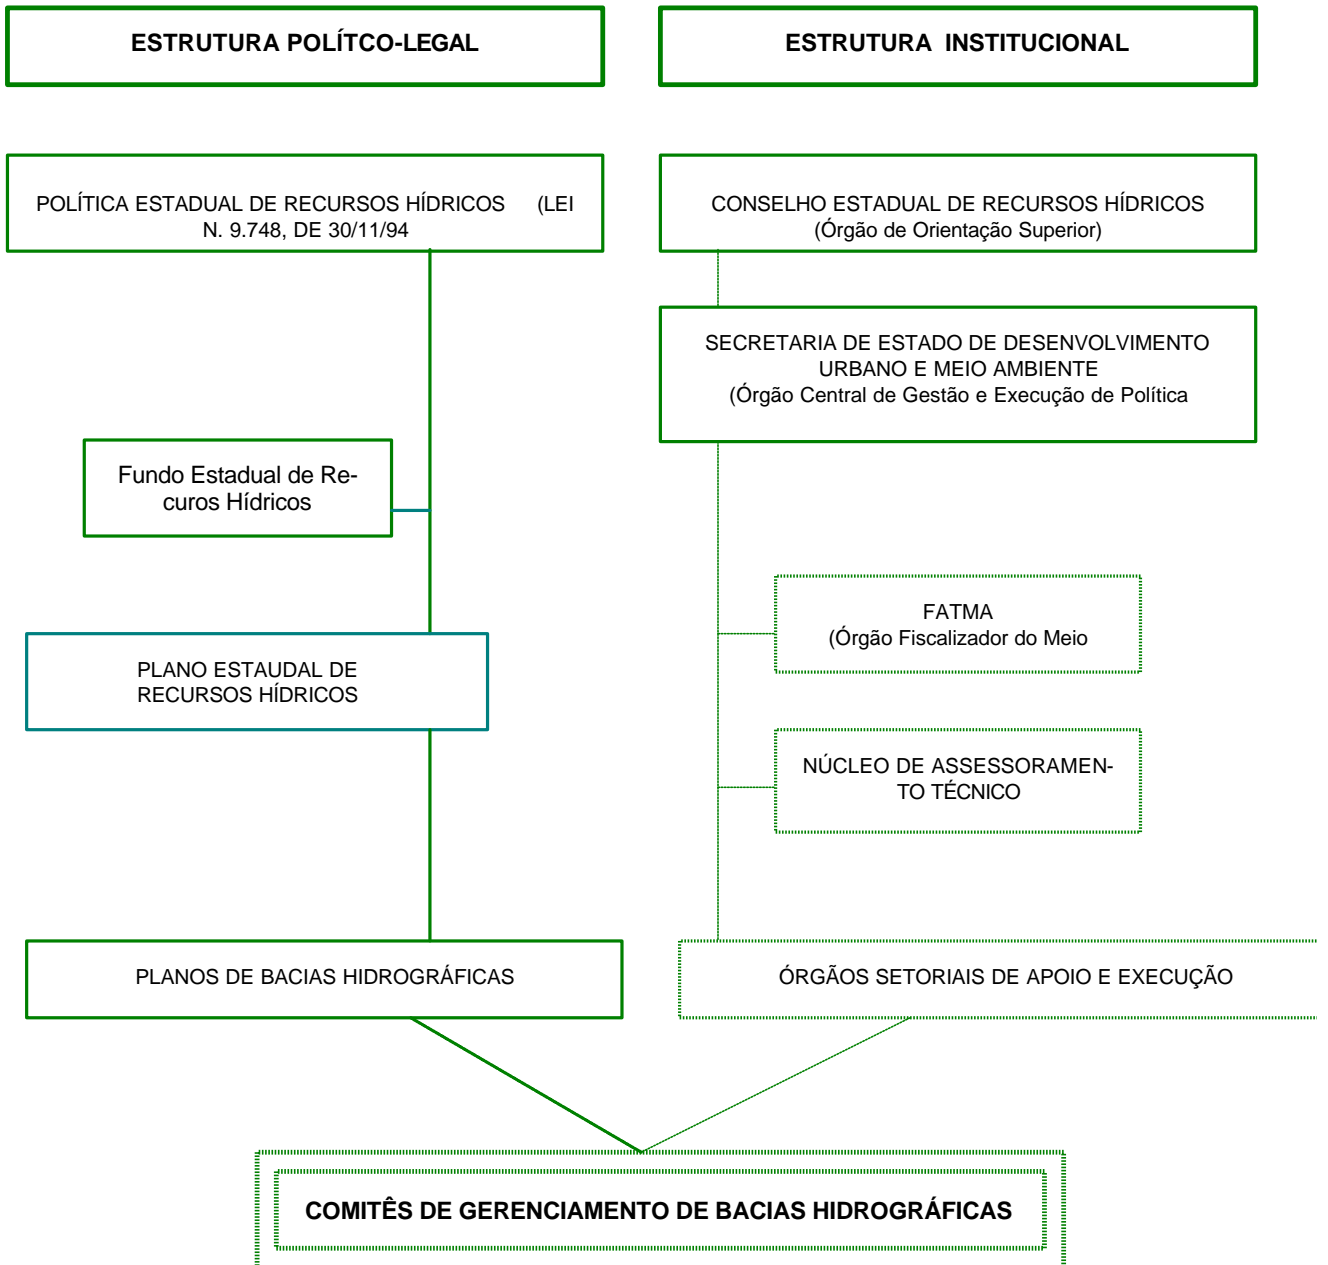 ESTRUTURA POLÍTCO-LEGAL
ESTRUTURA INSTITUCIONAL
POLÍTICA ESTADUAL DE RECURSOS HÍDRICOS (LEI
N. 9.748, DE 30/11/94
CONSELHO ESTADUAL DE RECURSOS HÍDRICOS
(Órgão de Orientação Superior)
SECRETARIA DE ESTADO DE DESENVOLVIMENTO
URBANO E MEIO AMBIENTE
(Órgão Central de Gestão e Execução de Política
Fundo Estadual de Re-
curos Hídricos
FATMA
(Órgão Fiscalizador do Meio
PLANO ESTAUDAL DE
RECURSOS HÍDRICOS
NÚCLEO DE ASSESSORAMEN-
TO TÉCNICO
PLANOS DE BACIAS HIDROGRÁFICAS
ÓRGÃOS SETORIAIS DE APOIO E EXECUÇÃO
COMITÊS DE GERENCIAMENTO DE BACIAS HIDROGRÁFICAS